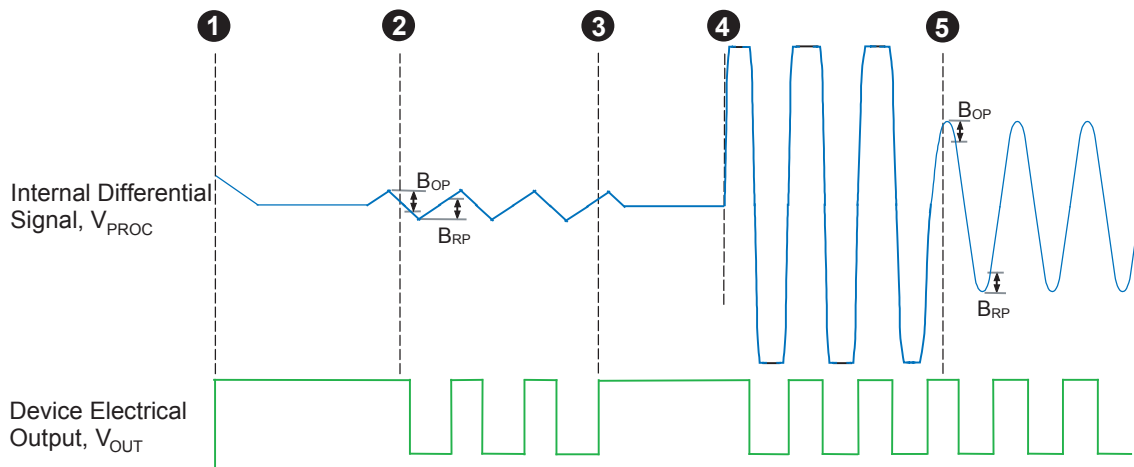 1 2 3 4 5
BOP
BOP
Internal Differential
Signal, VPROC
BRP
BRP
Device Electrical
Output, VOUT